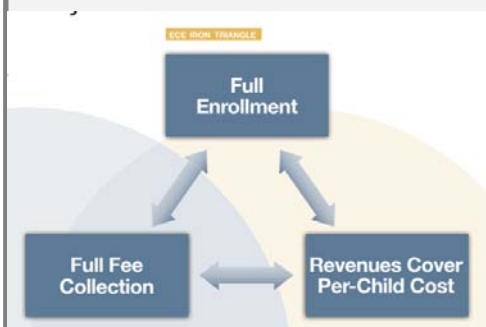 ECE IRON TRIANGLE
Full
Enrollment
Full Fee
Collection
Revenues Cover
Per-Child Cost